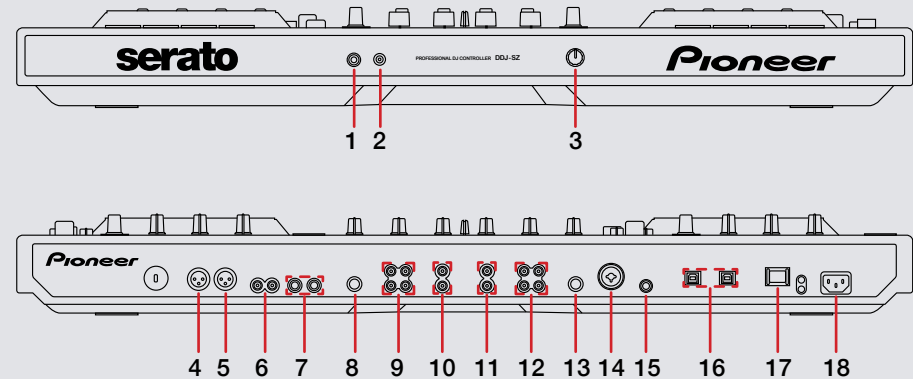 serato
PROFESSIONAL DJ CONTROLLER DDJ-SZ
Pioneer
1 2 3
Pioneer
4 5 6 7 8 9 10 11 12 13 14 15 16 17 18